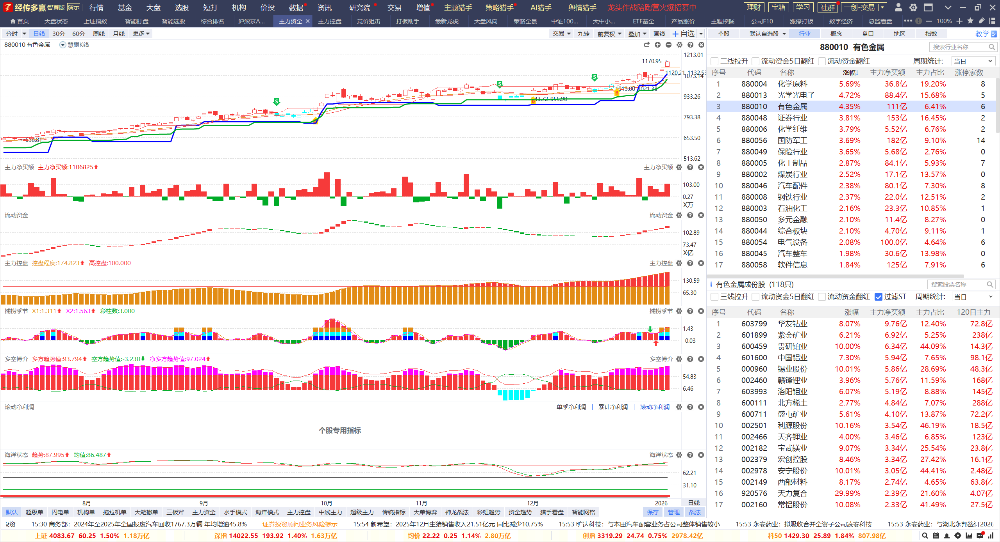 经传多赢 智尊版 演示 行情 基金 大盘 选股 短打 机构 价投 数据 资讯 研究院 交易 增值 主题猎手 策略猎手 AI猎手 舆情猎手 龙头作战陪跑营火爆招募中 理财 宝箱 学习 社群 一创-交易
首页 大盘状态 上证指数 智能盯盘 智能选股 综合排名 沪深京A... 主力资金 主力控盘 竞价狙击 打板助手 最新龙虎 大盘风向 策略全景 中证100... 大中小... ETF基金 产品涨价 主题挖掘 公司F10 涨停打板 数字经济 总监看盘 100%
分时 日线 30分 60分 周线 月线 更多 交易 九转 前复权 叠加 画线 自选
880010 有色金属 慧眼K线
1213.01
1170.95
1120.21-1132.53
1073.14
1013.00-1021.38
933.26
43.72-955.90
793.38
653.50
638.81
513.62
主力净买额 主力净买额:1106825 主力净买额
103.00
0.27
X万
流动资金 流动资金
102.89
73.47
X亿
主力控盘 控盘程度:174.823 高控盘:100.000 主力控盘
130.59
65.30
捕捞季节 X1:1.311 X2:1.563 彩柱数:3.000 捕捞季节
1.43
-0.03
多空博弈 多方趋势值:93.794 空方趋势值:-3.230 净多方趋势值:97.024 多空博弈
54.83
6.46
滚动净利润 单季净利润 累计净利润 滚动净利润
个股专用指标
海洋状态 趋势:87.995 均值:86.487 海洋状态
62.21
31.10
8月 9月 10月 11月 12月 2026 日线
默认 超级单 闪电单 机构单 拖拉机单 大笔撤单 三板斧 主力资金 水手模式 海洋模式 主力控盘 中线主力 超级主力 传统指标 大单博弈 神龙战法 彩虹趋势 资金趋势 猎手看盘 智能网格 保存 管理 战法
个股 默认自选股 行业 概念 盘口 地区 指数 教学
880010 有色金属 搜索行业名称
三线拉升 流动资金5日翻红 流动资金翻红 周期统计: 当日
序号 代码 名称 涨幅↓ 主力净买额 主力占比 涨停家数
1 880004 化学原料 5.69% 36.8亿 19.20% 8
2 880013 光学光电子 4.72% 88.4亿 15.68% 5
3 880010 有色金属 4.35% 111亿 6.41% 6
4 880048 证券行业 3.81% 153亿 16.45% 2
5 880006 化学纤维 3.79% 5.52亿 6.76% 2
6 880056 国防军工 3.69% 182亿 9.10% 14
7 880049 保险行业 3.65% 5.68亿 2.76% 0
8 880005 化工制品 2.87% 84.1亿 5.93% 7
9 880002 煤炭行业 2.52% 17.1亿 13.57% 0
10 880046 汽车配件 2.38% 80.1亿 7.30% 8
11 880008 钢铁行业 2.37% 22.0亿 12.51% 2
12 880003 石油化工 2.16% 23.3亿 10.85% 1
13 880050 多元金融 2.10% 11.4亿 8.27% 0
14 880044 综合板块 2.10% 4.70亿 9.11% 1
15 880054 电气设备 2.08% 100.0亿 4.64% 6
16 880045 汽车整车 1.98% 30.6亿 13.98% 0
17 880058 软件信息 1.84% 125亿 7.91% 6
有色金属成份股 (118只) 搜索股票名称
三线拉升 流动资金5日翻红 流动资金翻红 过滤ST 周期统计: 当日
序号 代码 名称 涨幅 主力净买额 主力占比 120日主力
1 603799 华友钴业 8.07% 9.76亿 12.40% 72.8亿
2 601899 紫金矿业 6.21% 6.92亿 5.25% 238亿
3 600459 贵研铂业 10.00% 6.34亿 44.09% 14.3亿
4 601600 中国铝业 7.30% 5.94亿 7.65% 98.1亿
5 000960 锡业股份 10.01% 5.86亿 28.69% 48.3亿
6 002460 赣锋锂业 3.96% 5.76亿 11.59% 168亿
7 603993 洛阳钼业 6.07% 5.19亿 8.88% 145亿
8 600111 北方稀土 2.77% 4.84亿 7.07% 288亿
9 600711 盛屯矿业 5.61% 4.10亿 13.87% 72.2亿
10 002501 利源股份 10.16% 3.54亿 46.19% 18.5亿
11 002466 天齐锂业 4.00% 3.46亿 6.85% 123亿
12 002182 宝武镁业 9.07% 3.34亿 25.54% 23.8亿
13 002379 宏创控股 8.46% 3.34亿 27.42% 16.1亿
14 002978 安宁股份 10.01% 3.05亿 44.41% 2.48亿
15 002149 西部材料 8.17% 2.74亿 4.65% 63.8亿
16 920576 天力复合 29.99% 2.39亿 21.60% 4.07亿
17 002160 常铝股份 10.08% 2.33亿 41.49% 27.5亿
投资 15:30 商务部：2024年至2025年全国报废汽车回收1767.3万辆 年均增速45.8% 证券投资顾问业务风险提示 15:54 新希望：2025年12月生猪销售收入21.51亿元 同比减少10.75% 15:53 旷达科技：与本田汽车配套业务占公司整体销售较小 15:53 永安药业：拟吸收合并全资子公司凌安科技 15:53 永安药业：与湖北永邦签订2026
上证 4083.67 60.25 1.50% 1.18万亿 深指 14022.55 193.92 1.40% 1.63万亿 均价 22.22 0.25 1.14% 2.80万亿 创指 3319.29 24.74 0.75% 2978.42亿 科50 1429.30 25.89 1.84% 807.98亿